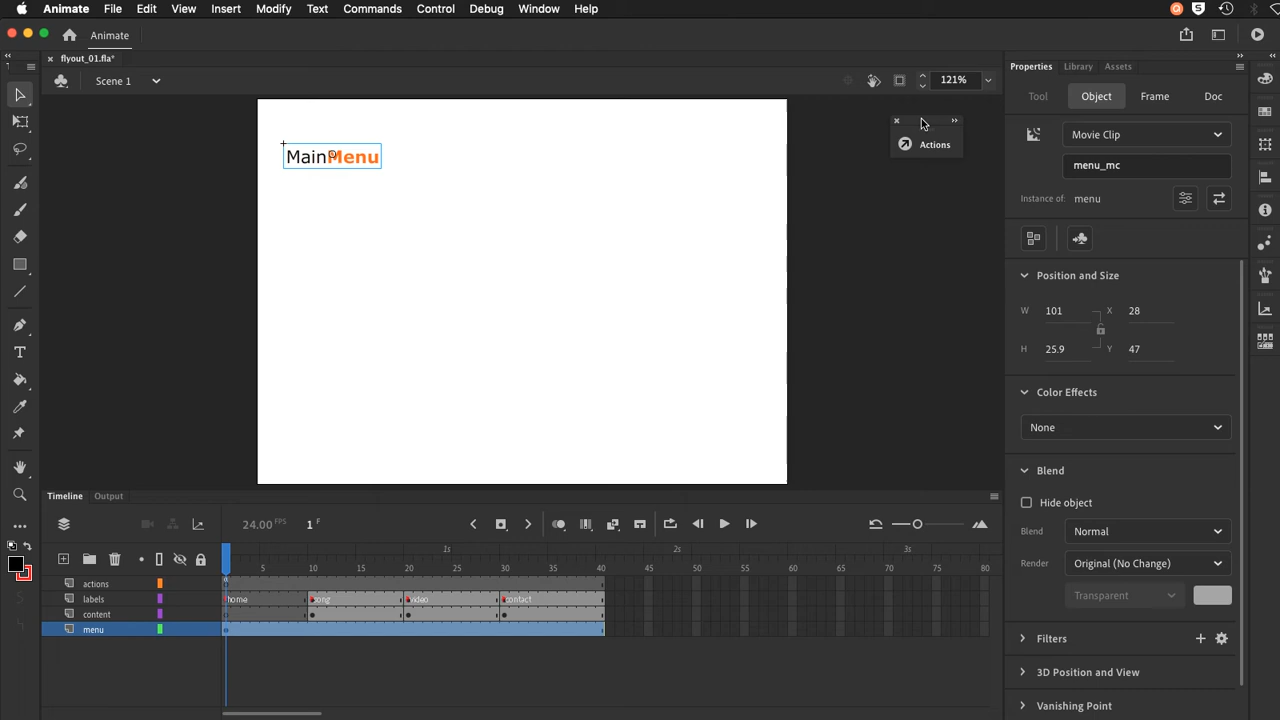 Animate File Edit View Insert Modify Text Commands Control Debug Window Help
Animate
flyout_01.fla*
Scene 1
121%
MainMenu
Actions
Properties Library Assets
Tool Object Frame Doc
Movie Clip
menu_mc
Instance of: menu
Position and Size
W 101 X 28
H 25.9 Y 47
Color Effects
None
Blend
Hide object
Blend Normal
Render Original (No Change)
Transparent
Filters
3D Position and View
Vanishing Point
Timeline Output
24.00 FPS 1 F
1s 2s 3s
5 10 15 20 25 30 35 40 45 50 55 60 65 70 75 80
actions
labels home song video contact
content
menu